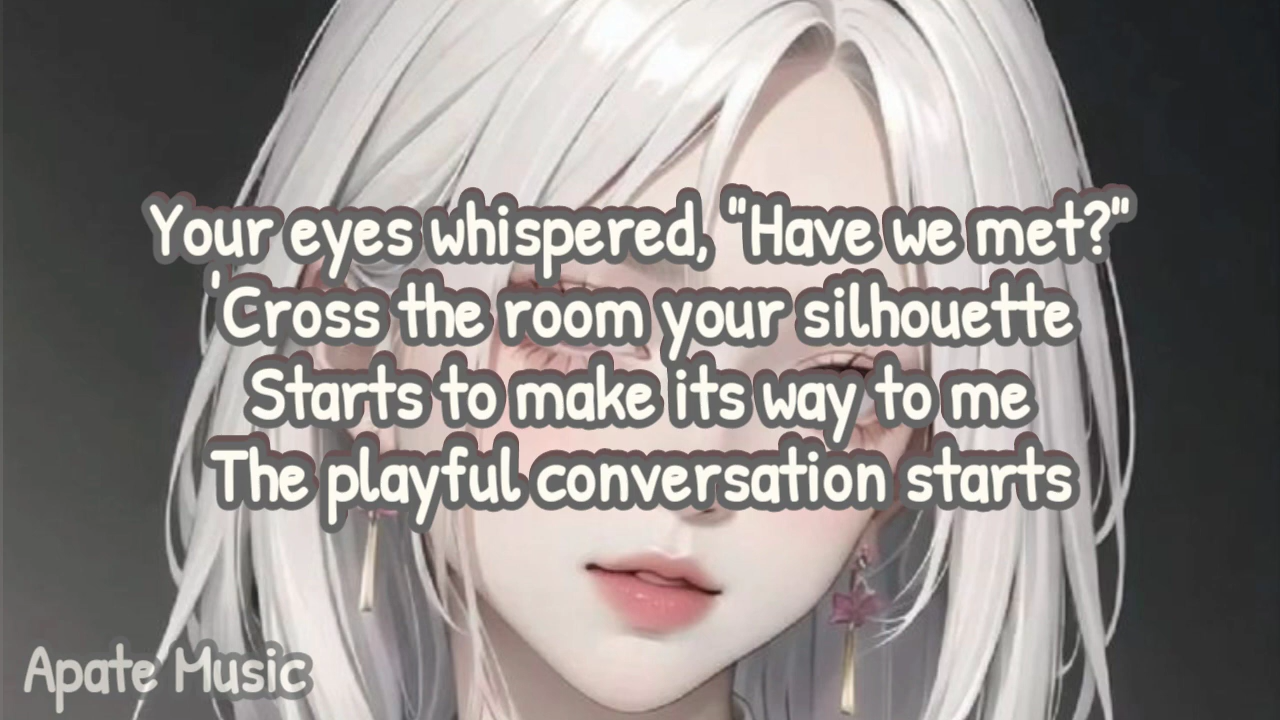 Your eyes whispered, "Have we met?"
'Cross the room your silhouette
Starts to make its way to me
The playful conversation starts
Apate Music